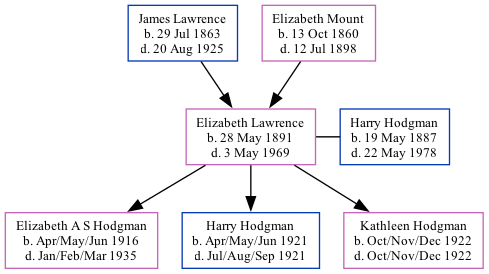 James Lawrence
b. 29 Jul 1863
d. 20 Aug 1925
Elizabeth Mount
b. 13 Oct 1860
d. 12 Jul 1898
Elizabeth Lawrence
b. 28 May 1891
d. 3 May 1969
Harry Hodgman
b. 19 May 1887
d. 22 May 1978
Elizabeth A S Hodgman
b. Apr/May/Jun 1916
d. Jan/Feb/Mar 1935
Harry Hodgman
b. Apr/May/Jun 1921
d. Jul/Aug/Sep 1921
Kathleen Hodgman
b. Oct/Nov/Dec 1922
d. Oct/Nov/Dec 1922